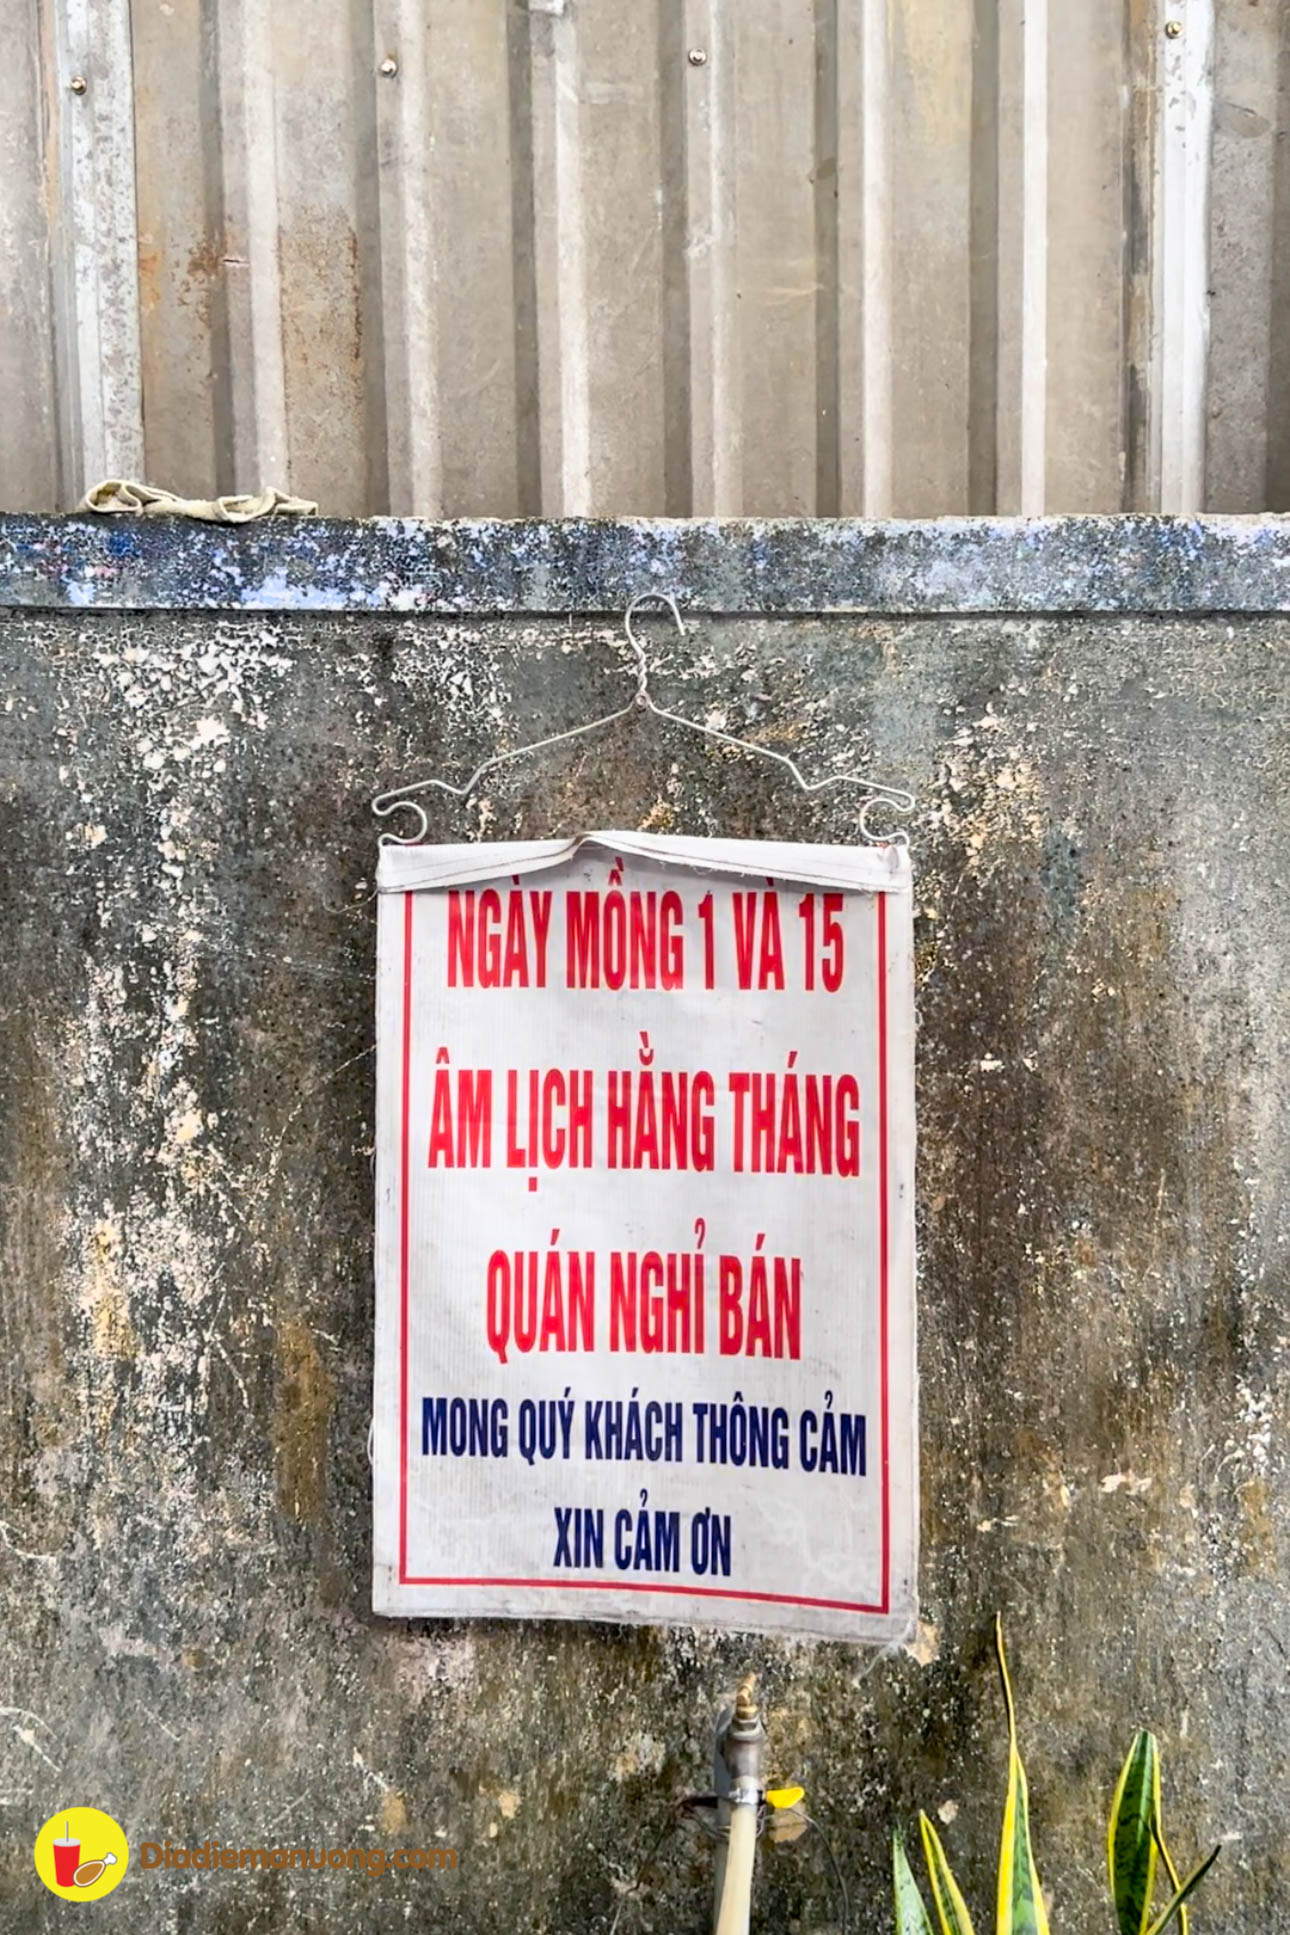 NGÀY MỒNG 1 VÀ 15
ÂM LỊCH HẰNG THÁNG
QUÁN NGHỈ BÁN
MONG QUÝ KHÁCH THÔNG CẢM
XIN CẢM ƠN
Diadiemanuong.com